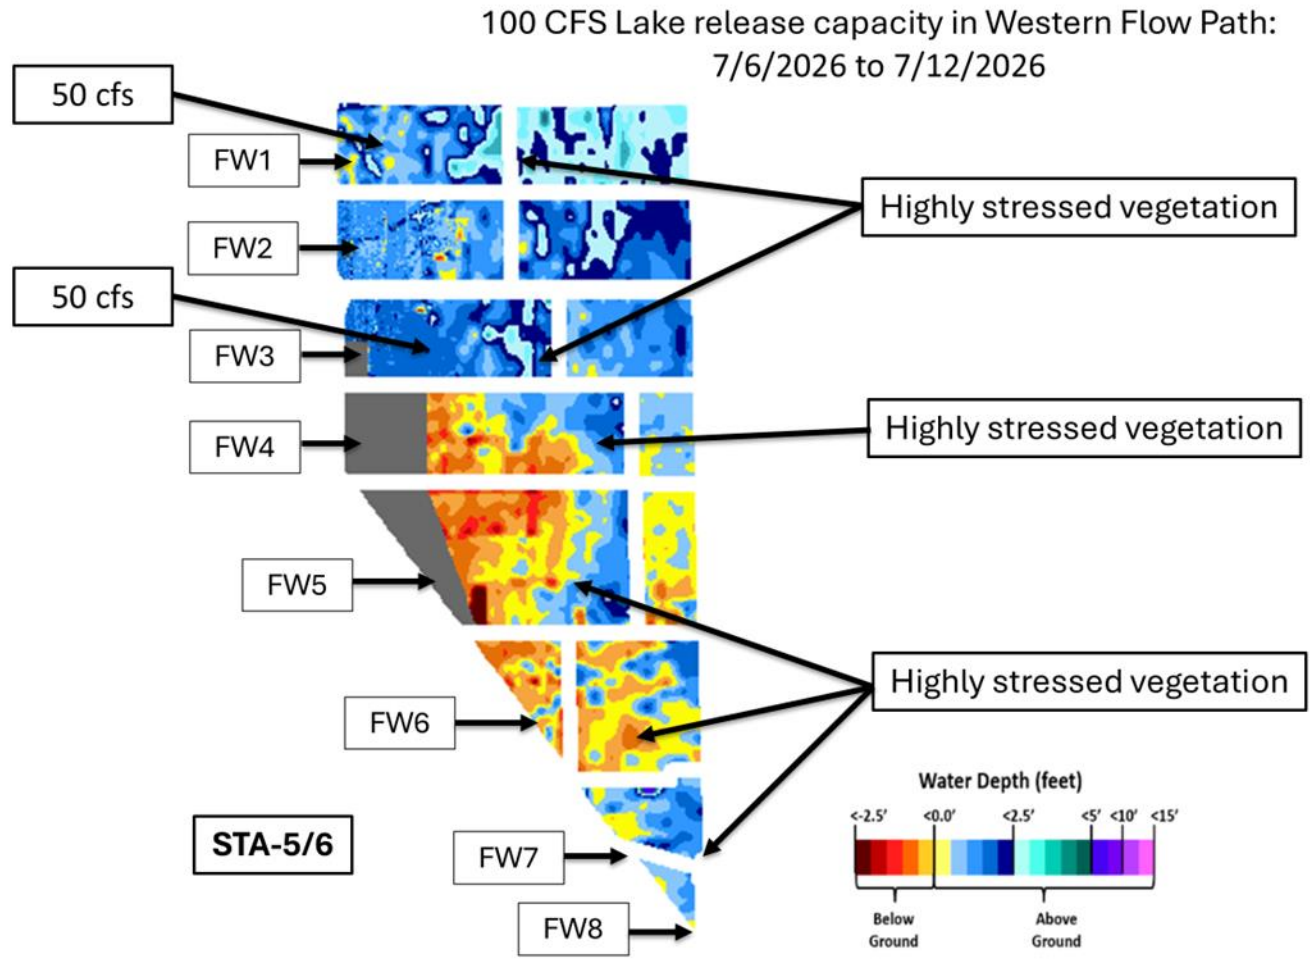 100 CFS Lake release capacity in Western Flow Path:
7/6/2026 to 7/12/2026
50 cfs
FW1
Highly stressed vegetation
FW2
50 cfs
FW3
Highly stressed vegetation
FW4
FW5
Highly stressed vegetation
FW6
STA-5/6
FW7
FW8
Water Depth (feet)
<-2.5' <0.0' <2.5' <5' <10' <15'
Below
Ground
Above
Ground